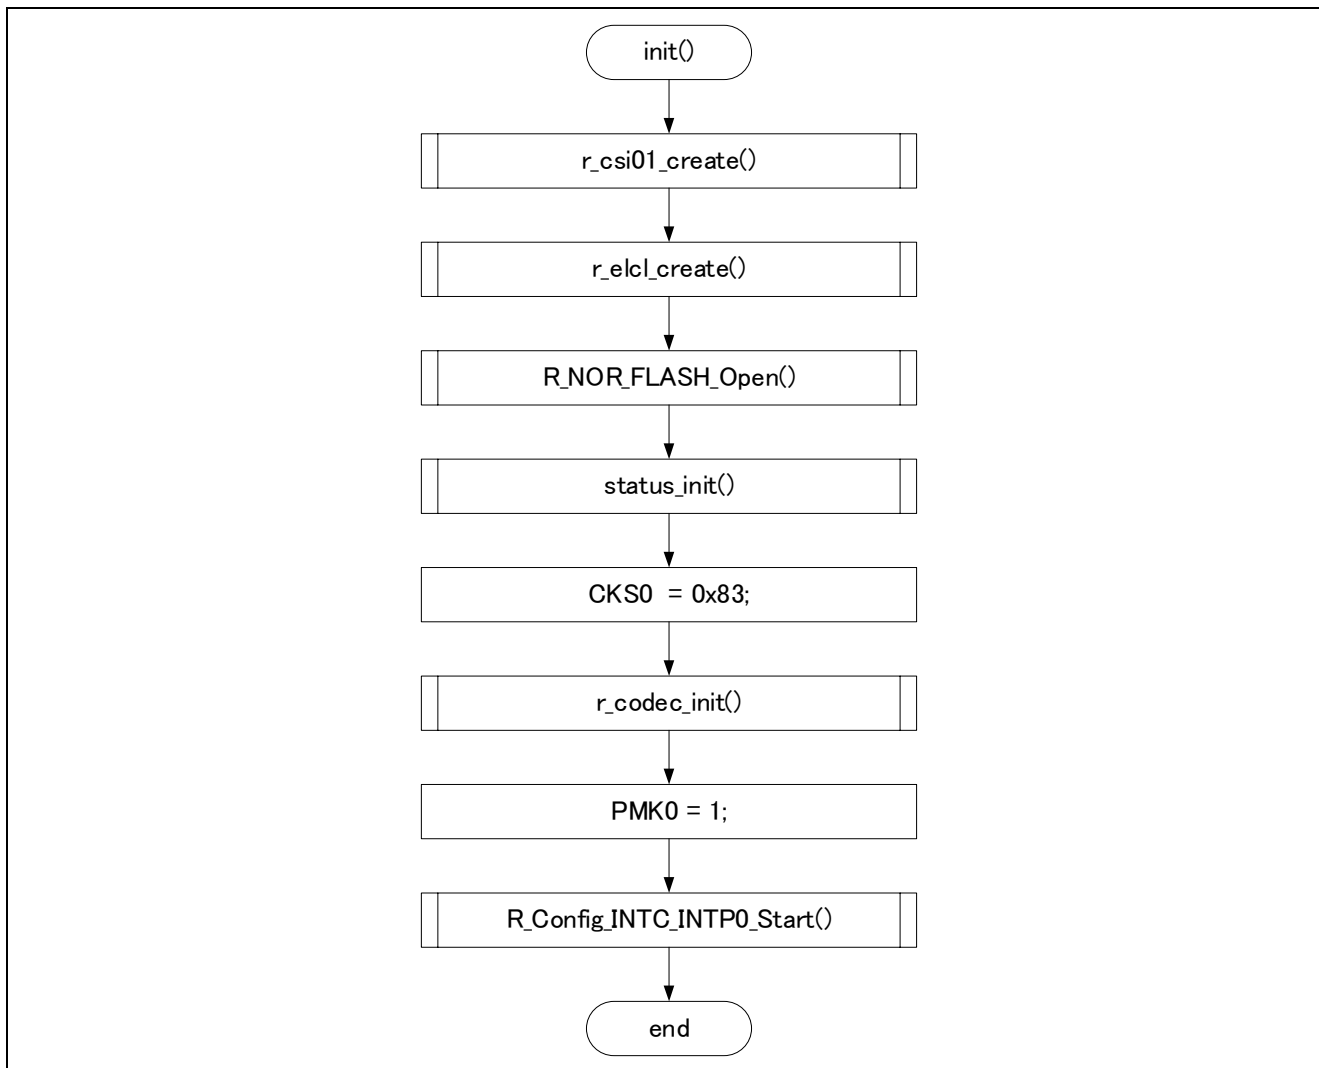 init()
r_csi01_create()
r_elcl_create()
R_NOR_FLASH_Open()
status_init()
CKS0 = 0x83;
r_codec_init()
PMK0 = 1;
R_Config_INTC_INTP0_Start()
end